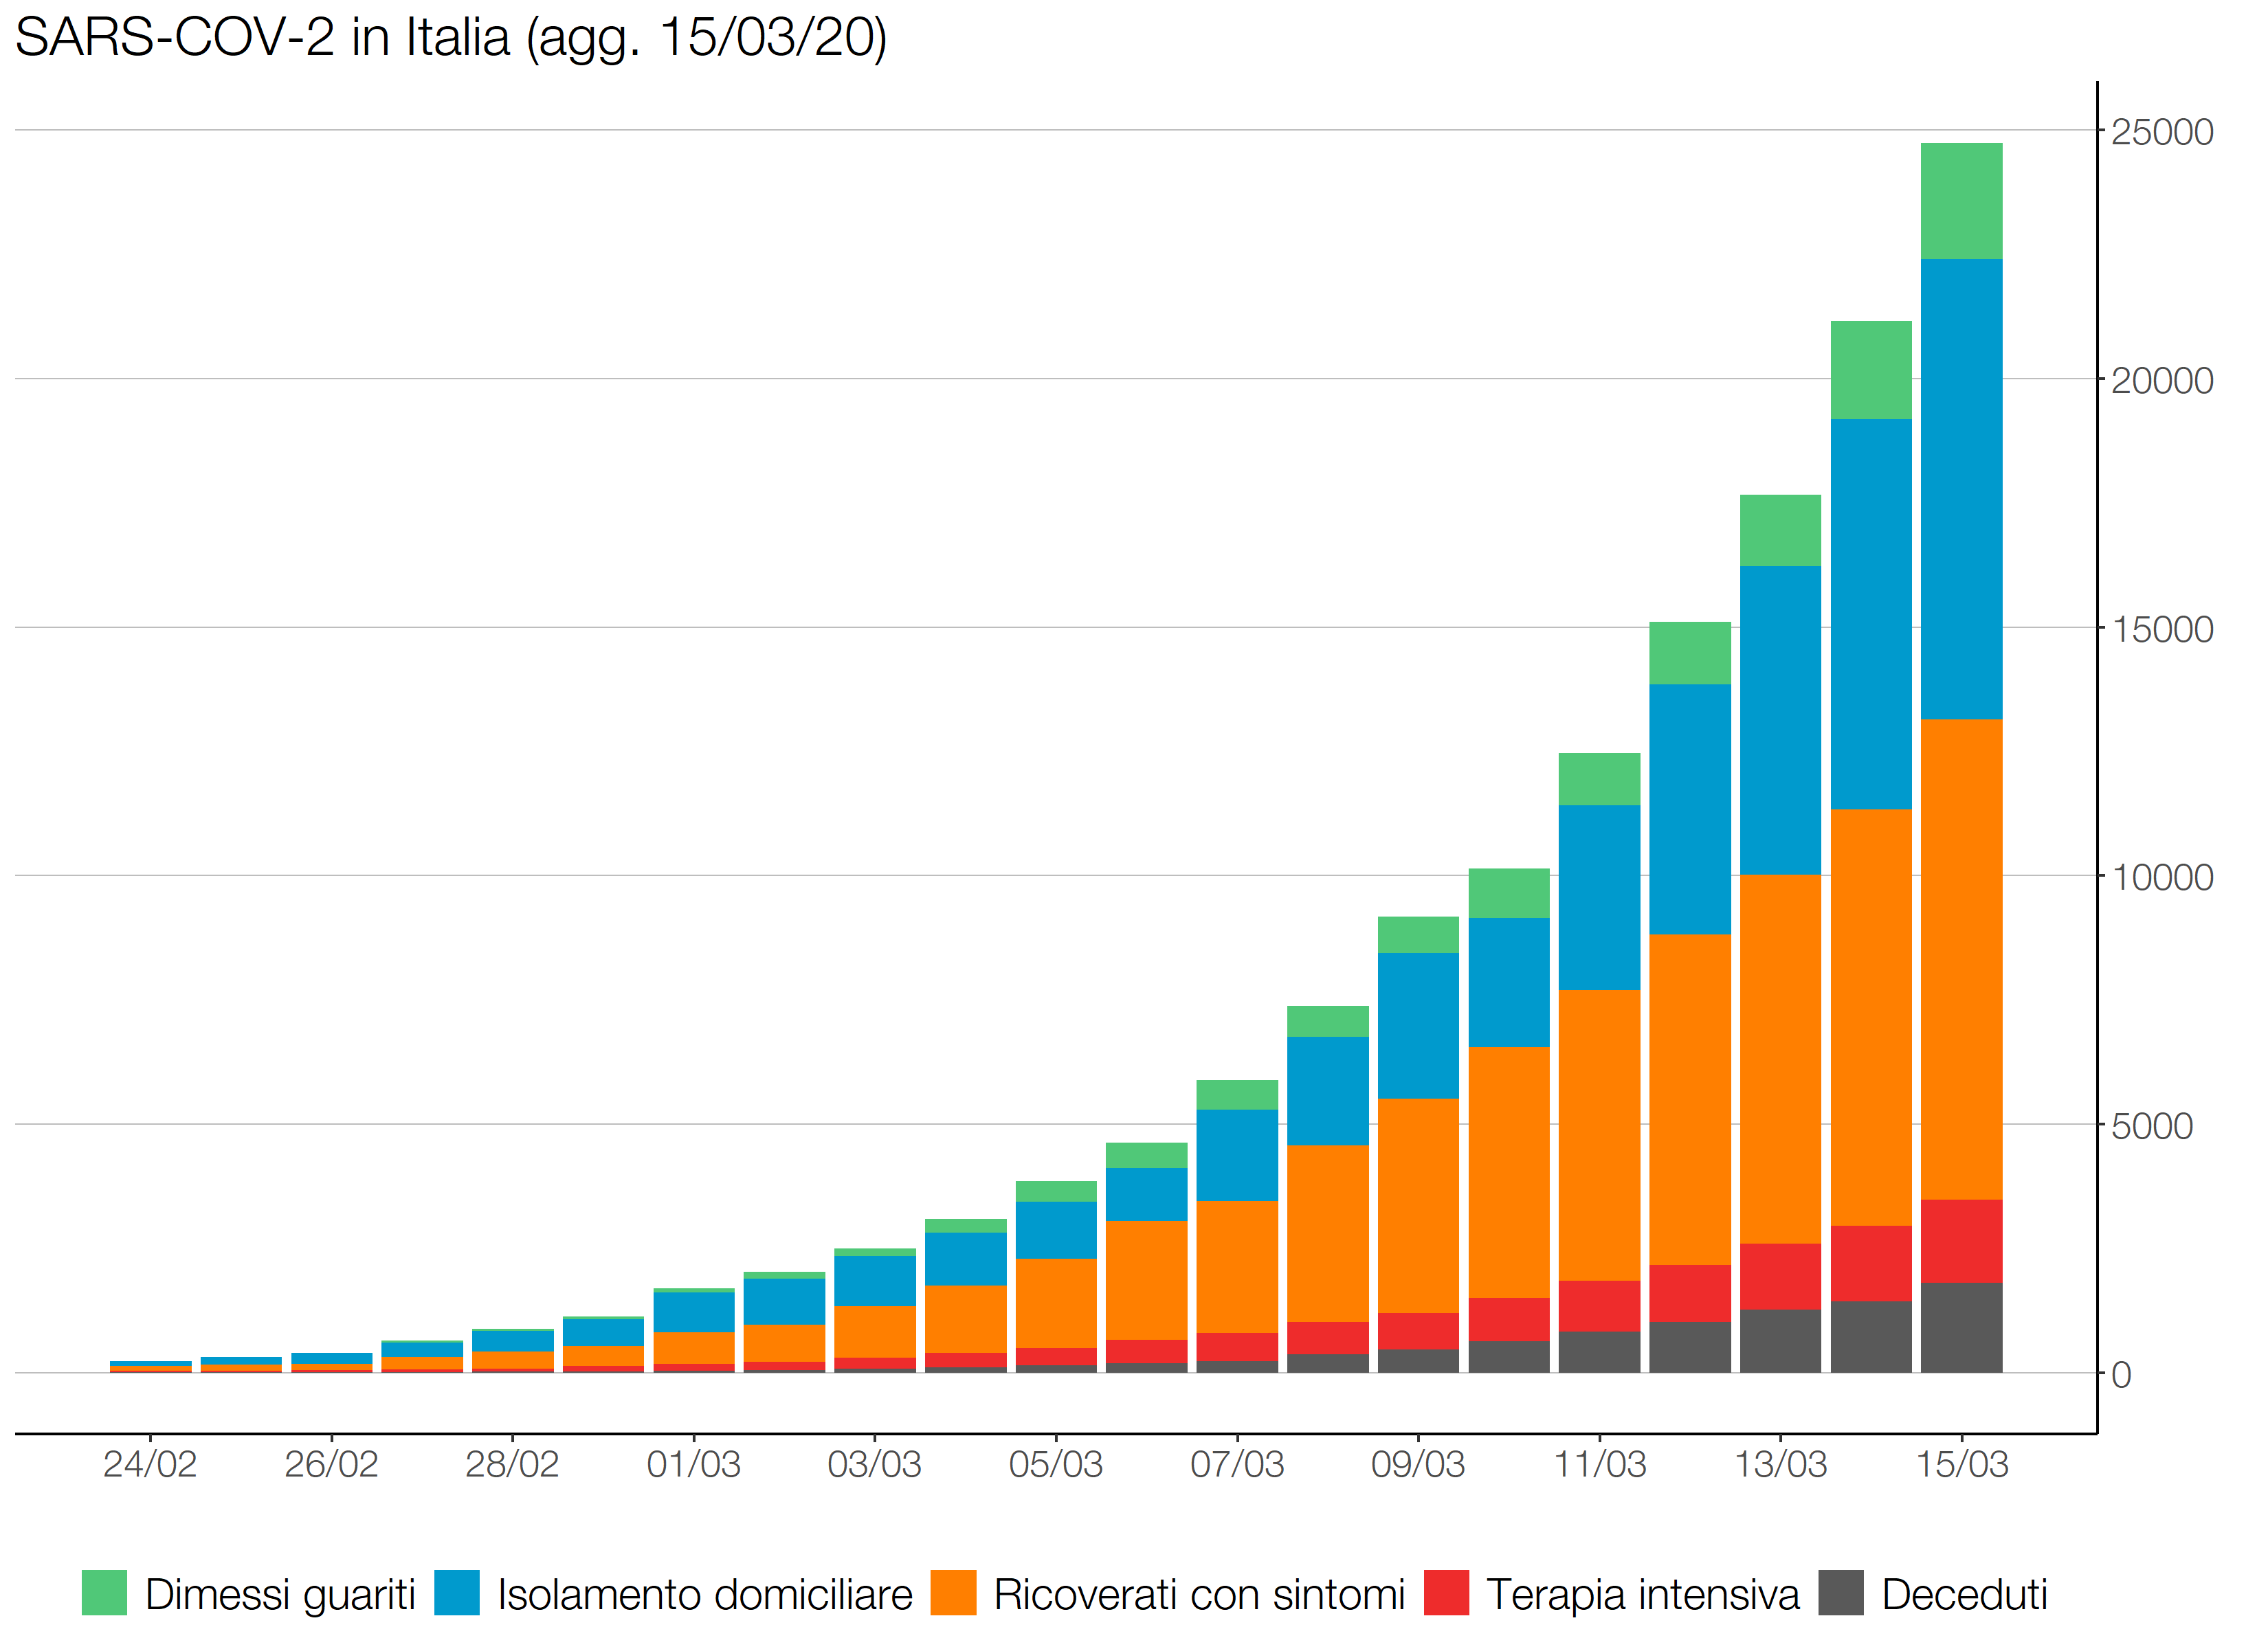 SARS-COV-2 in Italia (agg. 15/03/20)
25000
20000
15000
10000
5000
0
24/02 26/02 28/02 01/03 03/03 05/03 07/03 09/03 11/03 13/03 15/03
Dimessi guariti Isolamento domiciliare Ricoverati con sintomi Terapia intensiva Deceduti